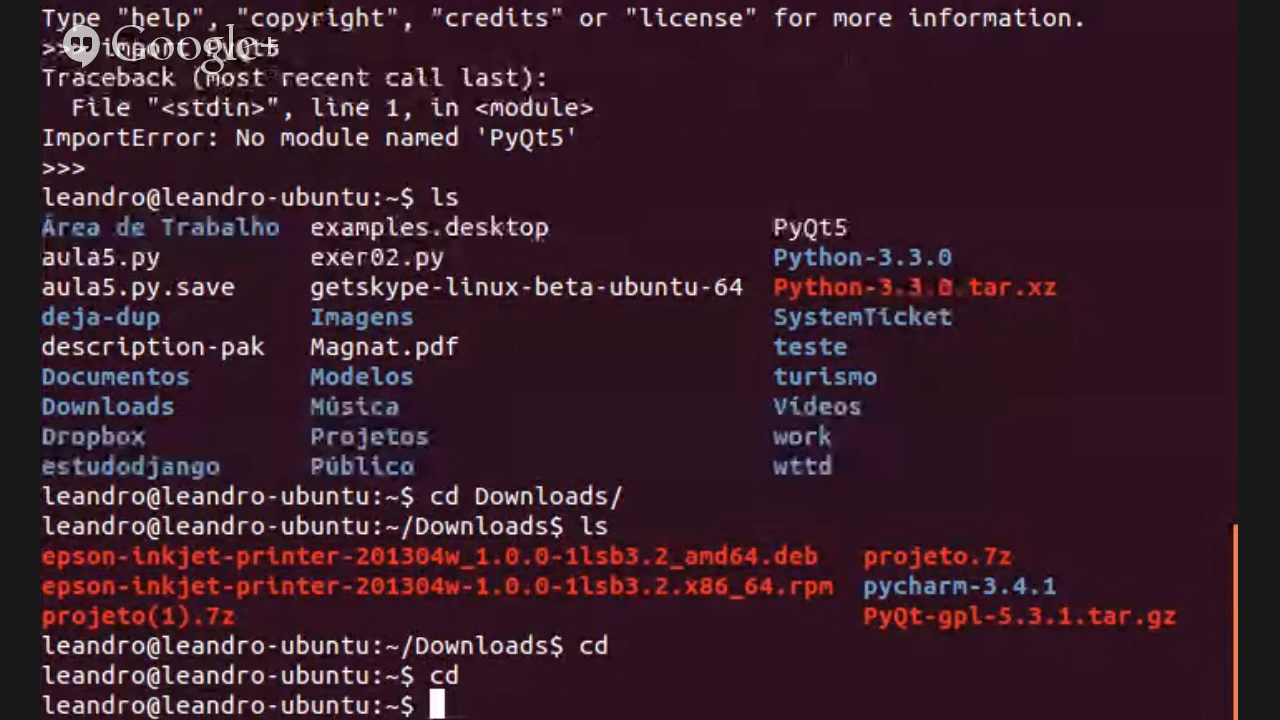 Type "help", "copyright", "credits" or "license" for more information.
>>> import PyQt5
Google+
Traceback (most recent call last):
  File "<stdin>", line 1, in <module>
ImportError: No module named 'PyQt5'
>>>
leandro@leandro-ubuntu:~$ ls
Área de Trabalho  examples.desktop                PyQt5
aula5.py          exer02.py                       Python-3.3.0
aula5.py.save     getskype-linux-beta-ubuntu-64   Python-3.3.0.tar.xz
deja-dup          Imagens                         SystemTicket
description-pak   Magnat.pdf                      teste
Documentos        Modelos                         turismo
Downloads         Música                          Vídeos
Dropbox           Projetos                        work
estudodjango      Público                         wttd
leandro@leandro-ubuntu:~$ cd Downloads/
leandro@leandro-ubuntu:~/Downloads$ ls
epson-inkjet-printer-201304w_1.0.0-1lsb3.2_amd64.deb   projeto.7z
epson-inkjet-printer-201304w-1.0.0-1lsb3.2.x86_64.rpm  pycharm-3.4.1
projeto(1).7z                                          PyQt-gpl-5.3.1.tar.gz
leandro@leandro-ubuntu:~/Downloads$ cd
leandro@leandro-ubuntu:~$ cd
leandro@leandro-ubuntu:~$